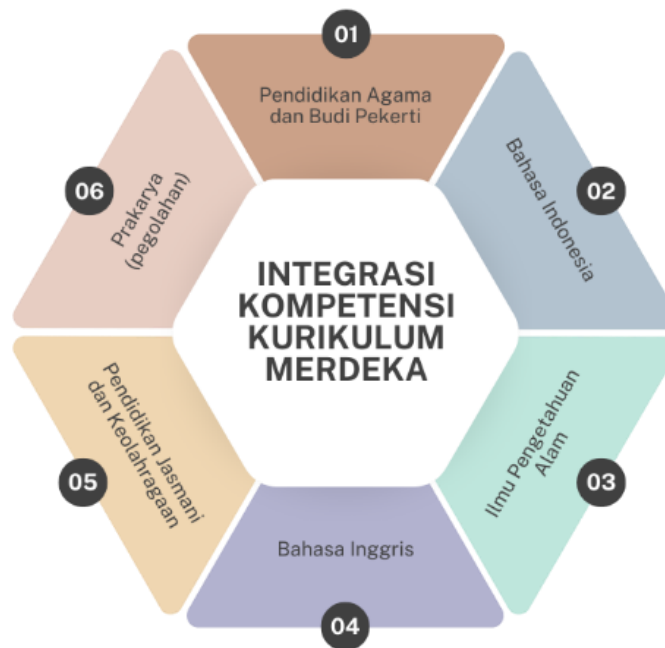 01
Pendidikan Agama
dan Budi Pekerti
02
Bahasa Indonesia
03
Ilmu Pengetahuan
Alam
04
Bahasa Inggris
05
Pendidikan Jasmani
dan Keolahragaan
06
Prakarya
(pegolahan)
INTEGRASI
KOMPETENSI
KURIKULUM
MERDEKA